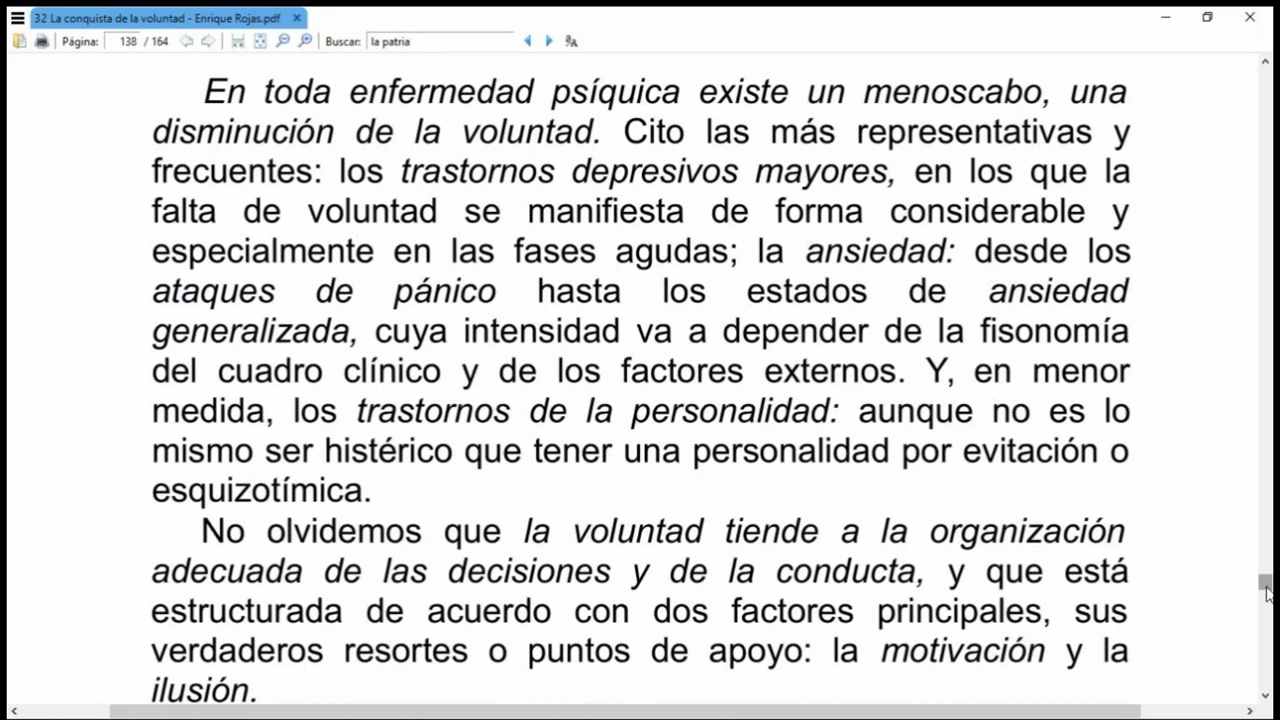 32 La conquista de la voluntad - Enrique Rojas.pdf
Página: 138 / 164 Buscar: la patria
En toda enfermedad psíquica existe un menoscabo, una
disminución de la voluntad. Cito las más representativas y
frecuentes: los trastornos depresivos mayores, en los que la
falta de voluntad se manifiesta de forma considerable y
especialmente en las fases agudas; la ansiedad: desde los
ataques de pánico hasta los estados de ansiedad
generalizada, cuya intensidad va a depender de la fisonomía
del cuadro clínico y de los factores externos. Y, en menor
medida, los trastornos de la personalidad: aunque no es lo
mismo ser histérico que tener una personalidad por evitación o
esquizotímica.
No olvidemos que la voluntad tiende a la organización
adecuada de las decisiones y de la conducta, y que está
estructurada de acuerdo con dos factores principales, sus
verdaderos resortes o puntos de apoyo: la motivación y la
ilusión.